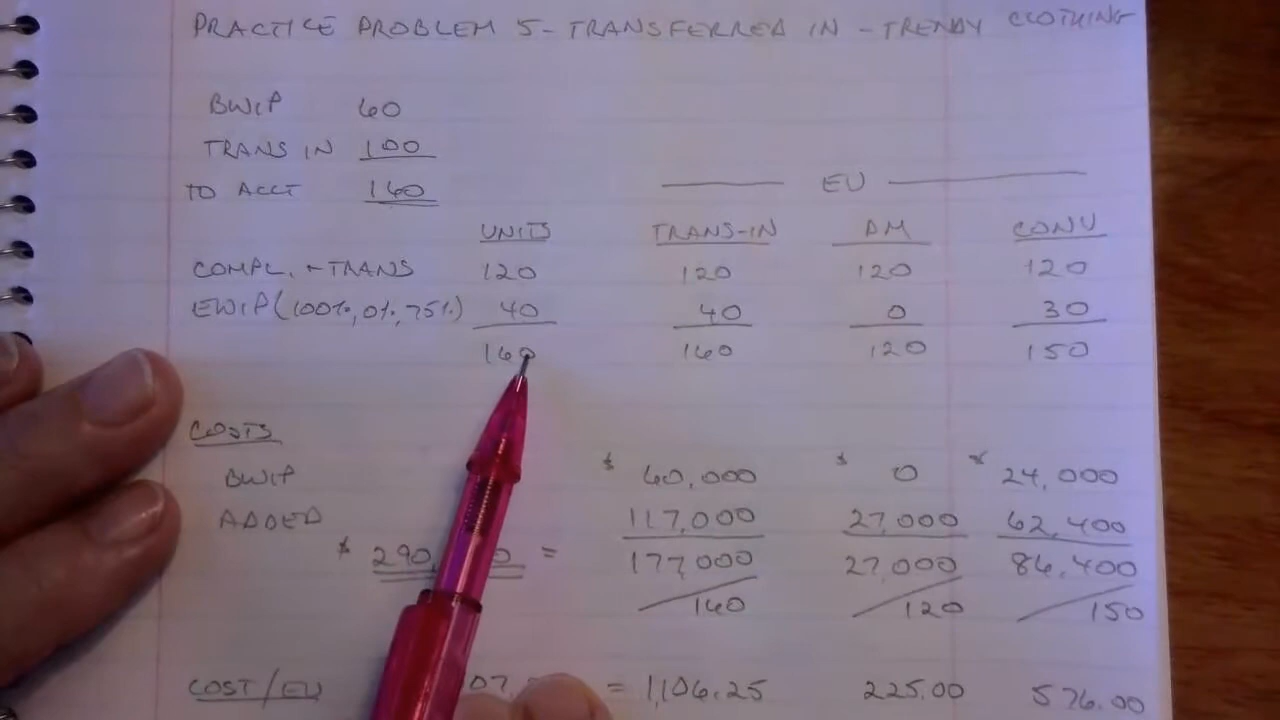 PRACTICE PROBLEM 5 - TRANSFERRED IN - TRENDY CLOTHING
BWIP 60
TRANS IN 100
TO ACCT 160
EU
UNITS TRANS-IN DM CONV
COMPL. + TRANS 120 120 120 120
EWIP (100%, 0%, 75%) 40 40 0 30
160 160 120 150
COSTS
BWIP $ 60,000 $ 0 $ 24,000
ADDED 117,000 27,000 62,400
$ = 177,000 27,000 86,400
/ 160 / 120 / 150
COST/EU = 1,106.25 225.00 576.00